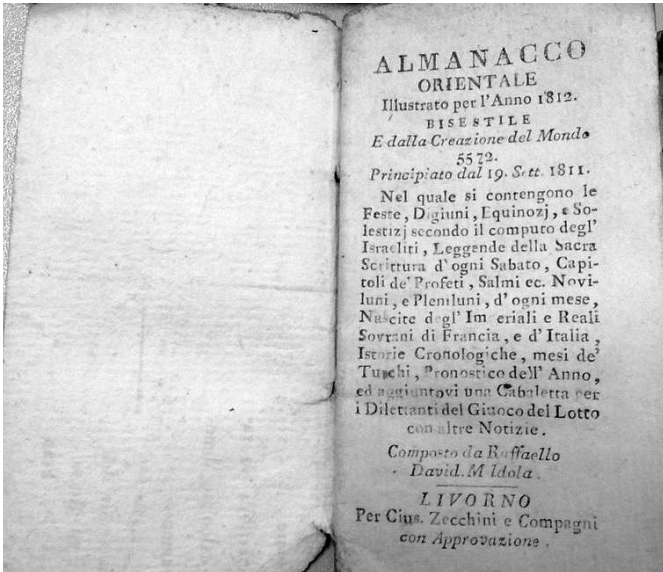 ALMANACCO
ORIENTALE
Illustrato per l'Anno 1812.
BISESTILE
E dalla Creazione del Mondo
5572.
Principiato dal 19. Sett. 1811.
Nel quale si contengono le
Feste, Digiuni, Equinozj, e So-
lestizj secondo il computo degl'
Israeliti, Leggende della Sacra
Scrittura d'ogni Sabato, Capi-
toli de' Profeti, Salmi ec. Novi-
luni, e Pleniluni, d'ogni mese,
Nascite degl' Im eriali e Reali
Sovrani di Francia, e d'Italia,
Istorie Cronologiche, mesi de'
Turchi, Pronostico dell' Anno,
ed aggiuntovi una Cabaletta per
i Dilettanti del Giuoco del Lotto
con altre Notizie.
Composto da Raffaello
David. M ldola.
LIVORNO
Per Cius. Zecchini e Compagni
con Approvazione.